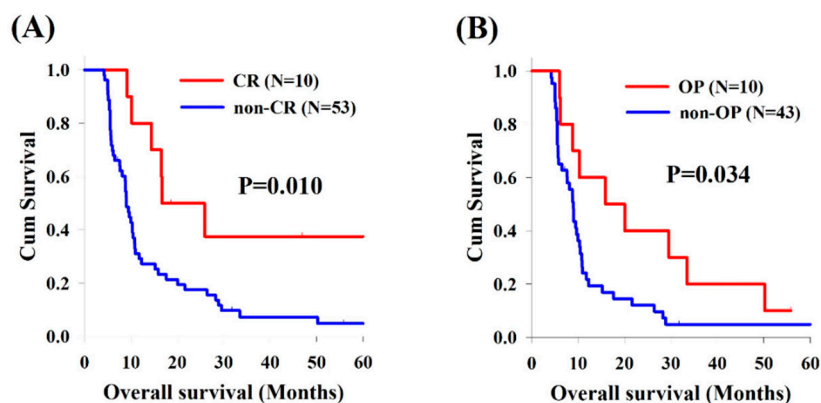 (A)
1.0
0.8
0.6
0.4
0.2
0.0
Cum Survival
CR (N=10)
non-CR (N=53)
P=0.010
0 10 20 30 40 50 60
Overall survival (Months)
(B)
1.0
0.8
0.6
0.4
0.2
0.0
Cum Survival
OP (N=10)
non-OP (N=43)
P=0.034
0 10 20 30 40 50 60
Overall survival (Months)